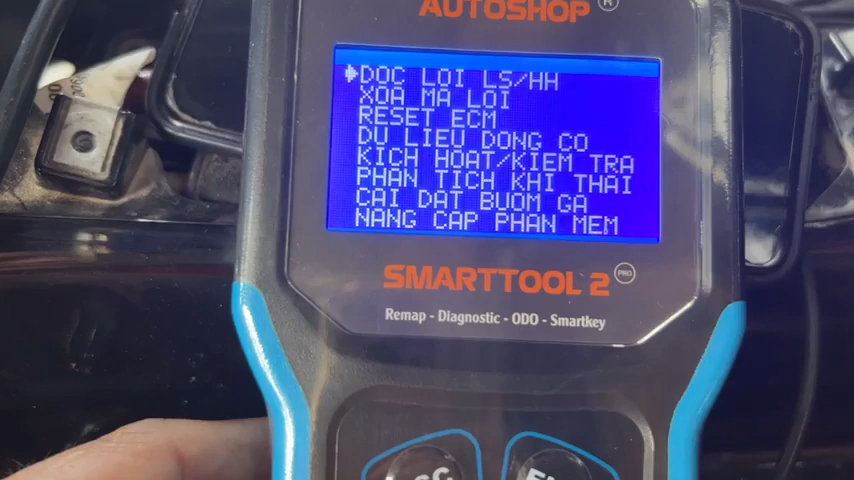 AUTOSHOP ®
DOC LOI LS/HH
XOA MA LOI
RESET ECM
DU LIEU DONG CO
KICH HOAT/KIEM TRA
PHAN TICH KHI THAI
CAI DAT BUOM GA
NANG CAP PHAN MEM
SMARTTOOL 2 PRO
Remap - Diagnostic - ODO - Smartkey